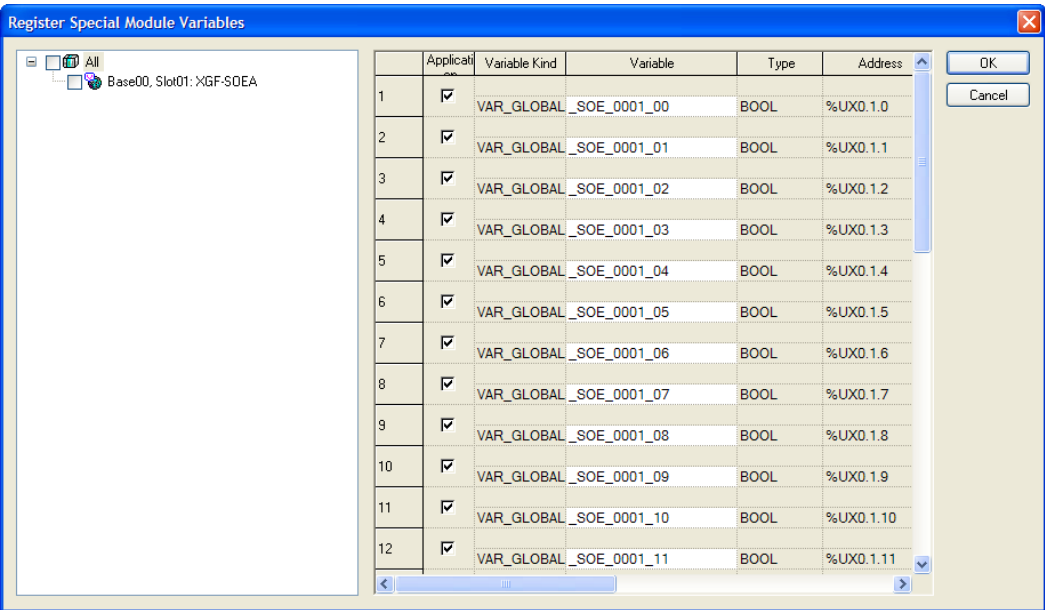 Register Special Module Variables
All
Base00, Slot01: XGF-SOEA
Applicati Variable Kind Variable Type Address
1 VAR_GLOBAL _SOE_0001_00 BOOL %UX0.1.0
2 VAR_GLOBAL _SOE_0001_01 BOOL %UX0.1.1
3 VAR_GLOBAL _SOE_0001_02 BOOL %UX0.1.2
4 VAR_GLOBAL _SOE_0001_03 BOOL %UX0.1.3
5 VAR_GLOBAL _SOE_0001_04 BOOL %UX0.1.4
6 VAR_GLOBAL _SOE_0001_05 BOOL %UX0.1.5
7 VAR_GLOBAL _SOE_0001_06 BOOL %UX0.1.6
8 VAR_GLOBAL _SOE_0001_07 BOOL %UX0.1.7
9 VAR_GLOBAL _SOE_0001_08 BOOL %UX0.1.8
10 VAR_GLOBAL _SOE_0001_09 BOOL %UX0.1.9
11 VAR_GLOBAL _SOE_0001_10 BOOL %UX0.1.10
12 VAR_GLOBAL _SOE_0001_11 BOOL %UX0.1.11
OK
Cancel